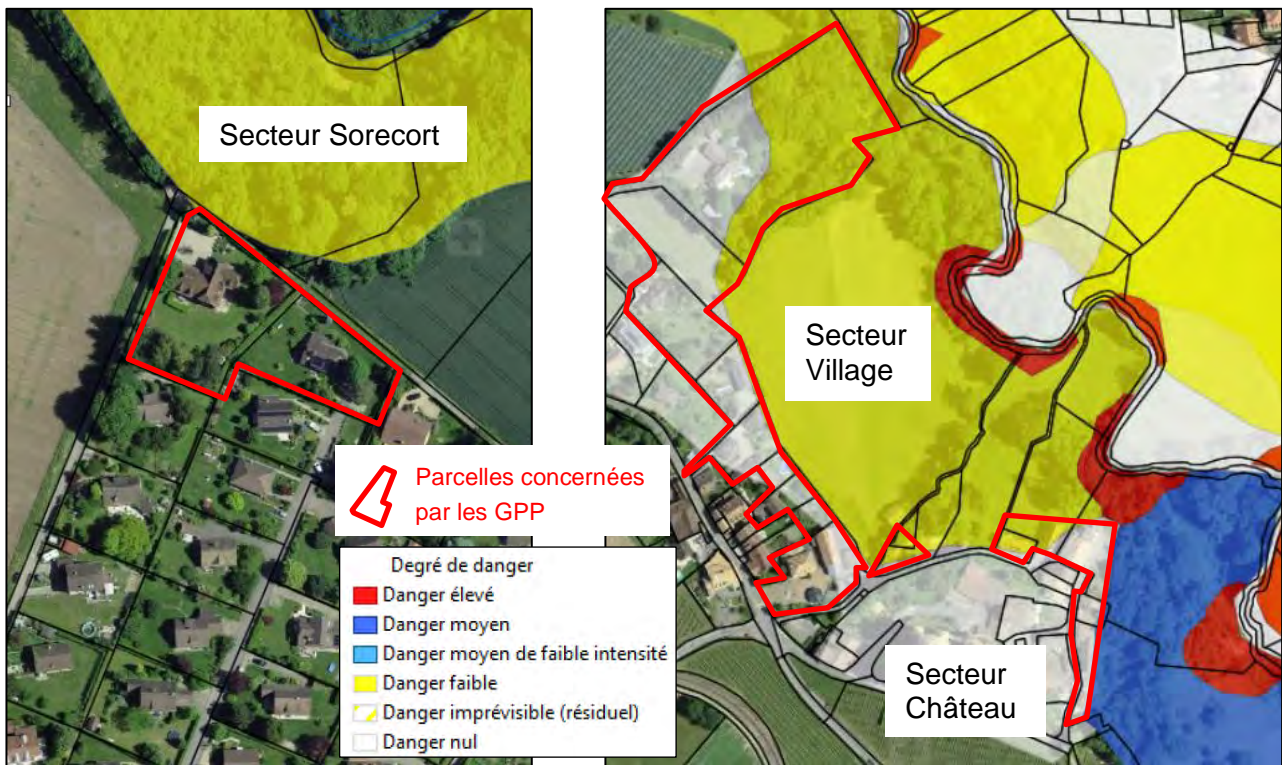 Secteur Sorecort
Secteur
Village
Parcelles concernées
par les GPP
Degré de danger
Danger élevé
Danger moyen
Danger moyen de faible intensité
Danger faible
Danger imprévisible (résiduel)
Danger nul
Secteur
Château